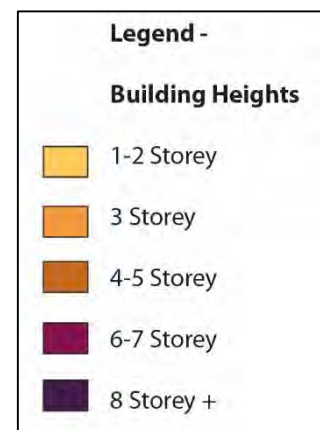 Legend -
Building Heights
1-2 Storey
3 Storey
4-5 Storey
6-7 Storey
8 Storey +